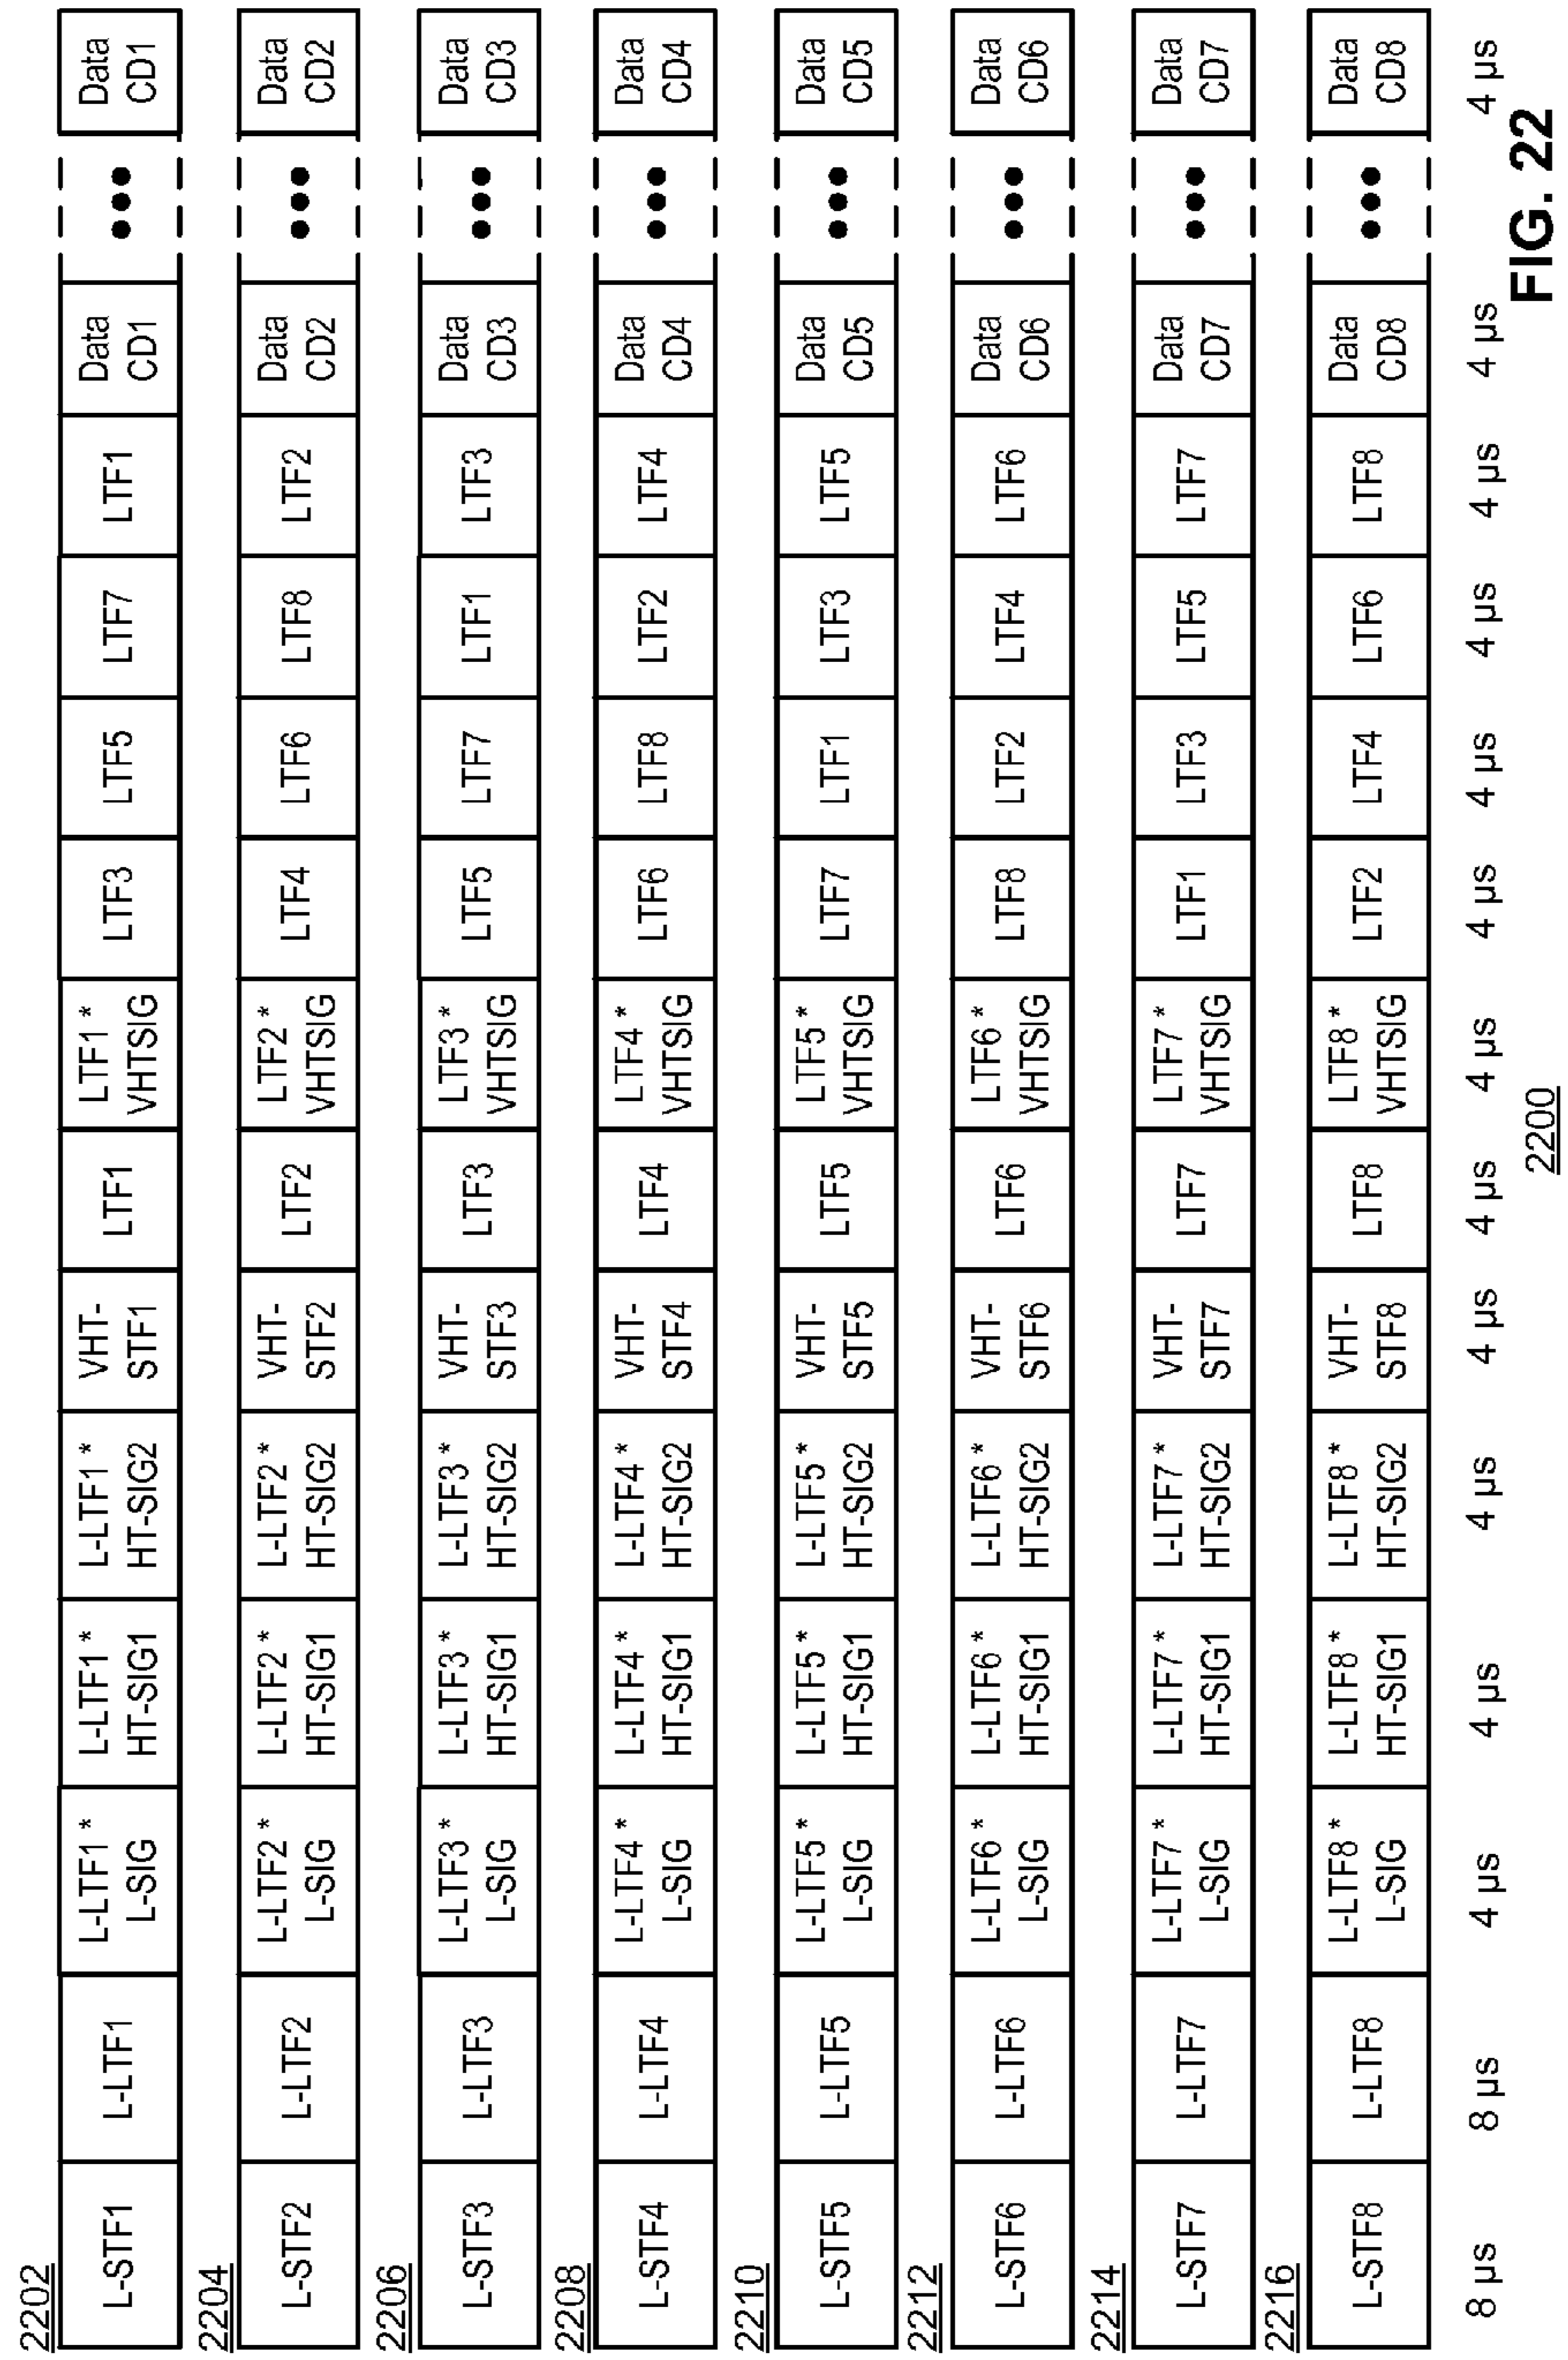 2202
L-STF1
L-LTF1
L-LTF1 *
L-SIG
L-LTF1 *
HT-SIG1
L-LTF1 *
HT-SIG2
VHT-
STF1
LTF1
LTF1 *
VHTSIG
LTF3
LTF5
LTF7
LTF1
Data
CD1
Data
CD1
2204
L-STF2
L-LTF2
L-LTF2 *
L-SIG
L-LTF2 *
HT-SIG1
L-LTF2 *
HT-SIG2
VHT-
STF2
LTF2
LTF2 *
VHTSIG
LTF4
LTF6
LTF8
LTF2
Data
CD2
Data
CD2
2206
L-STF3
L-LTF3
L-LTF3 *
L-SIG
L-LTF3 *
HT-SIG1
L-LTF3 *
HT-SIG2
VHT-
STF3
LTF3
LTF3 *
VHTSIG
LTF5
LTF7
LTF1
LTF3
Data
CD3
Data
CD3
2208
L-STF4
L-LTF4
L-LTF4 *
L-SIG
L-LTF4 *
HT-SIG1
L-LTF4 *
HT-SIG2
VHT-
STF4
LTF4
LTF4 *
VHTSIG
LTF6
LTF8
LTF2
LTF4
Data
CD4
Data
CD4
2210
L-STF5
L-LTF5
L-LTF5 *
L-SIG
L-LTF5 *
HT-SIG1
L-LTF5 *
HT-SIG2
VHT-
STF5
LTF5
LTF5 *
VHTSIG
LTF7
LTF1
LTF3
LTF5
Data
CD5
Data
CD5
2212
L-STF6
L-LTF6
L-LTF6 *
L-SIG
L-LTF6 *
HT-SIG1
L-LTF6 *
HT-SIG2
VHT-
STF6
LTF6
LTF6 *
VHTSIG
LTF8
LTF2
LTF4
LTF6
Data
CD6
Data
CD6
2214
L-STF7
L-LTF7
L-LTF7 *
L-SIG
L-LTF7 *
HT-SIG1
L-LTF7 *
HT-SIG2
VHT-
STF7
LTF7
LTF7 *
VHTSIG
LTF1
LTF3
LTF5
LTF7
Data
CD7
Data
CD7
2216
L-STF8
L-LTF8
L-LTF8 *
L-SIG
L-LTF8 *
HT-SIG1
L-LTF8 *
HT-SIG2
VHT-
STF8
LTF8
LTF8 *
VHTSIG
LTF2
LTF4
LTF6
LTF8
Data
CD8
Data
CD8
8 µs
8 µs
4 µs
4 µs
4 µs
4 µs
4 µs
4 µs
4 µs
4 µs
4 µs
4 µs
4 µs
4 µs
2200
FIG. 22